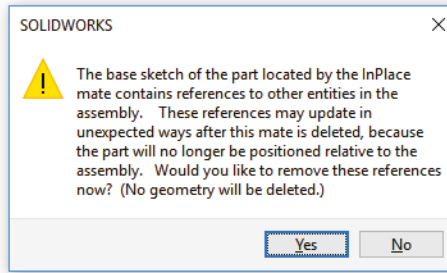 SOLIDWORKS
The base sketch of the part located by the InPlace
mate contains references to other entities in the
assembly.   These references may update in
unexpected ways after this mate is deleted, because
the part will no longer be positioned relative to the
assembly.   Would you like to remove these references
now?  (No geometry will be deleted.)
Yes No